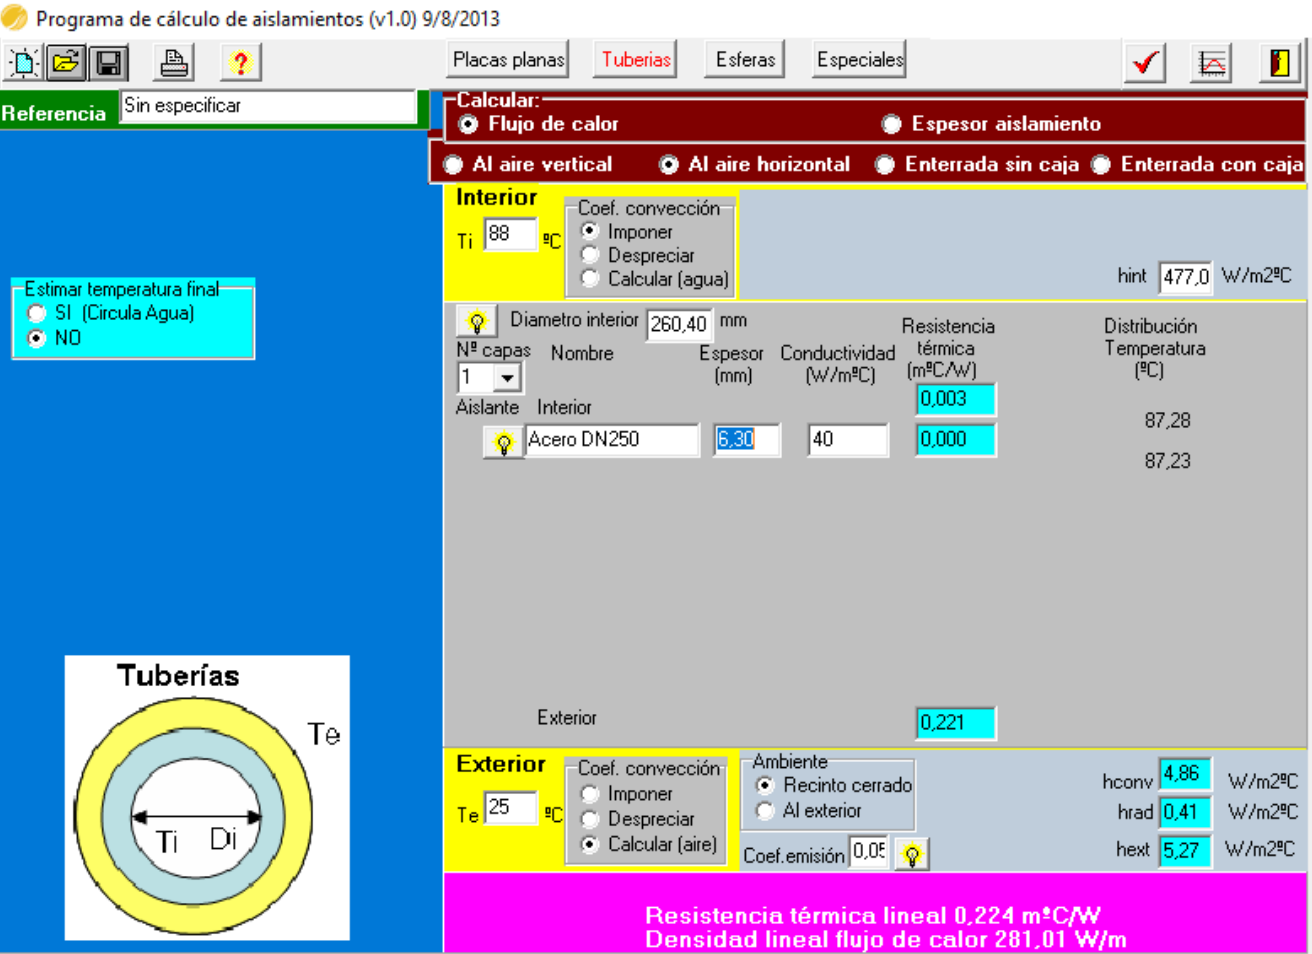 Programa de cálculo de aislamientos (v1.0) 9/8/2013
Placas planas Tuberias Esferas Especiales
Referencia Sin especificar
Calcular:
Flujo de calor Espesor aislamiento
Al aire vertical Al aire horizontal Enterrada sin caja Enterrada con caja
Interior
Ti 88 ºC
Coef. convección
Imponer
Despreciar
Calcular (agua)
hint 477,0 W/m2ºC
Estimar temperatura final
SI (Circula Agua)
NO
Diametro interior 260,40 mm
Nº capas Nombre Espesor (mm) Conductividad (W/mºC) Resistencia térmica (mºC/W) Distribución Temperatura (ºC)
1
0,003
Aislante Interior
87,28
Acero DN250 6,30 40 0,000
87,23
Exterior 0,221
Exterior
Te 25 ºC
Coef. convección
Imponer
Despreciar
Calcular (aire)
Ambiente
Recinto cerrado
Al exterior
Coef.emisión 0,05
hconv 4,86 W/m2ºC
hrad 0,41 W/m2ºC
hext 5,27 W/m2ºC
Tuberías
Te
Ti Di
Resistencia térmica lineal 0,224 mºC/W
Densidad lineal flujo de calor 281,01 W/m